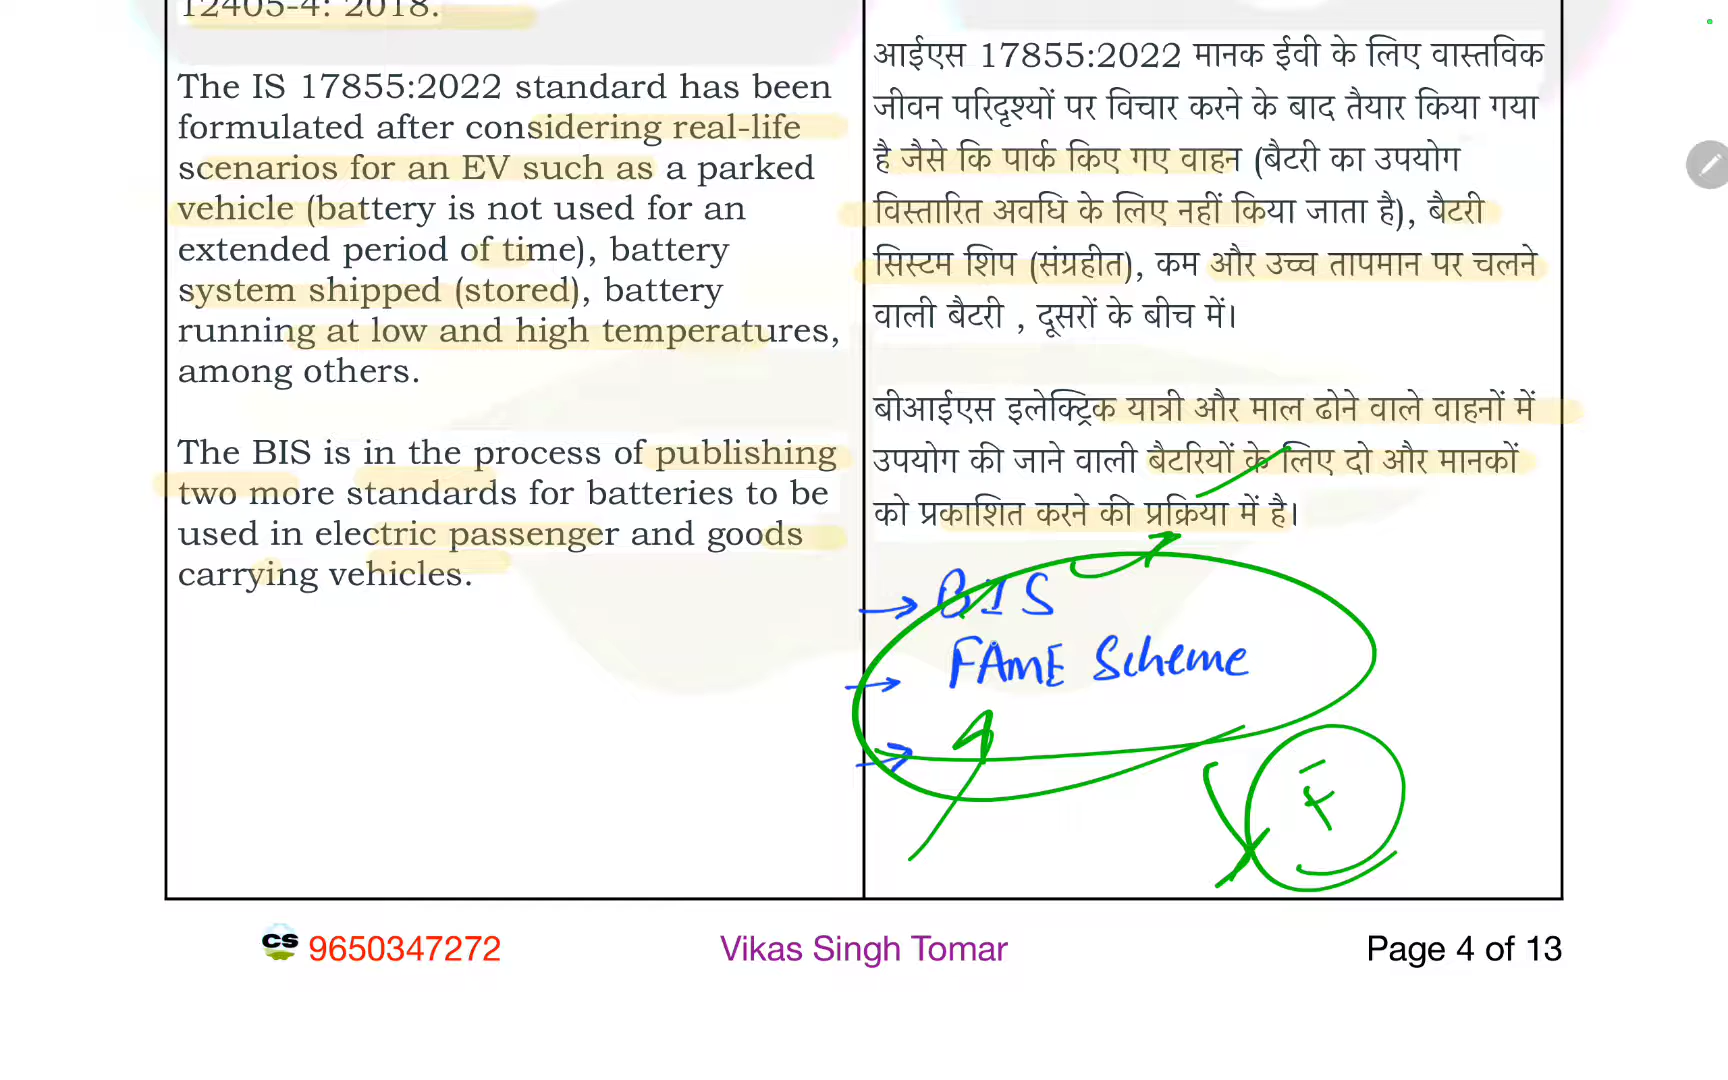 12405-4: 2018.
The IS 17855:2022 standard has been
formulated after considering real-life
scenarios for an EV such as a parked
vehicle (battery is not used for an
extended period of time), battery
system shipped (stored), battery
running at low and high temperatures,
among others.
The BIS is in the process of publishing
two more standards for batteries to be
used in electric passenger and goods
carrying vehicles.
आईएस 17855:2022 मानक ईवी के लिए वास्तविक
जीवन परिदृश्यों पर विचार करने के बाद तैयार किया गया
है जैसे कि पार्क किए गए वाहन (बैटरी का उपयोग
विस्तारित अवधि के लिए नहीं किया जाता है), बैटरी
सिस्टम शिप (संग्रहीत), कम और उच्च तापमान पर चलने
वाली बैटरी , दूसरों के बीच में।
बीआईएस इलेक्ट्रिक यात्री और माल ढोने वाले वाहनों में
उपयोग की जाने वाली बैटरियों के लिए दो और मानकों
को प्रकाशित करने की प्रक्रिया में है।
BIS
FAME Scheme
CS 9650347272
Vikas Singh Tomar
Page 4 of 13